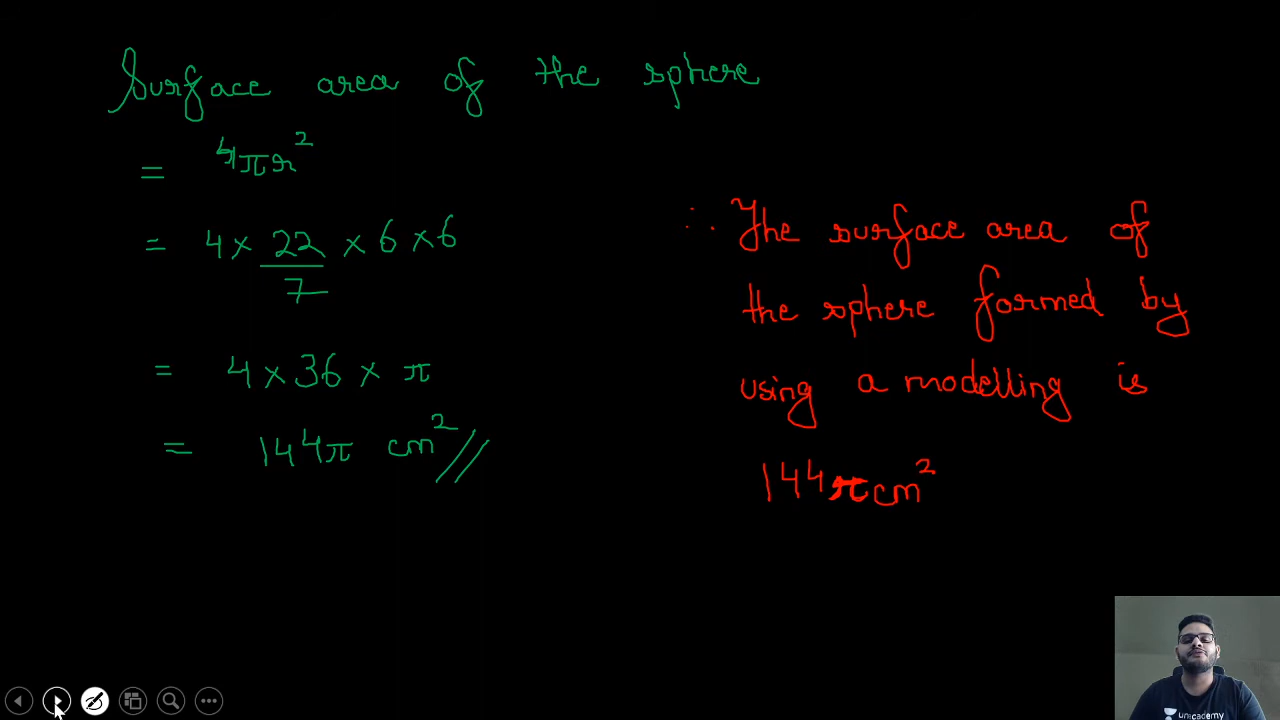 Surface area of the sphere
= 4πr²
= 4 × 22/7 × 6 × 6
= 4 × 36 × π
= 144π cm² //
∴ The surface area of
the sphere formed by
using a modelling is
144π cm²
unacademy